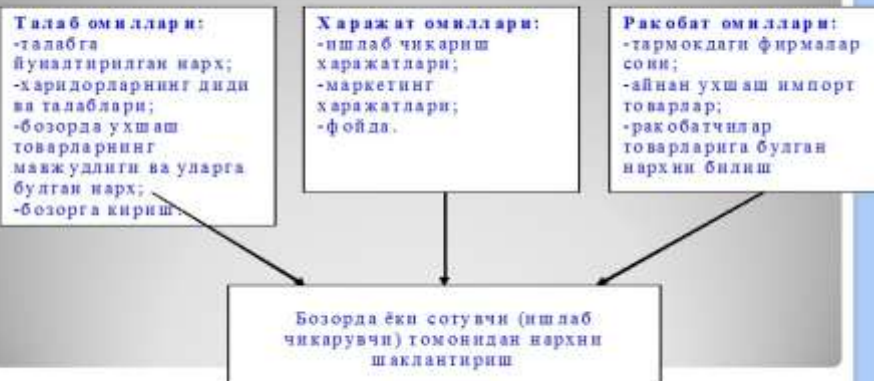 Талаб омиллари:
-талабга
йуналтирилган нарх;
-харидорларнинг диди
ва талаблари;
-бозорда ухшаш
товарларнинг
мавжудлиги ва уларга
булган нарх;
-бозорга кириш.
Харажат омиллари:
-ишлаб чикариш
харажатлари;
-маркетинг
харажатлари;
-фойда.
Ракобат омиллари:
-тармокдаги фирмалар
сони;
-айнан ухшаш импорт
товарлар;
-ракобатчилар
товарларига булган
нархни билиш
Бозорда ёки сотувчи (ишлаб
чикарувчи) томонидан нархни
шаклантириш